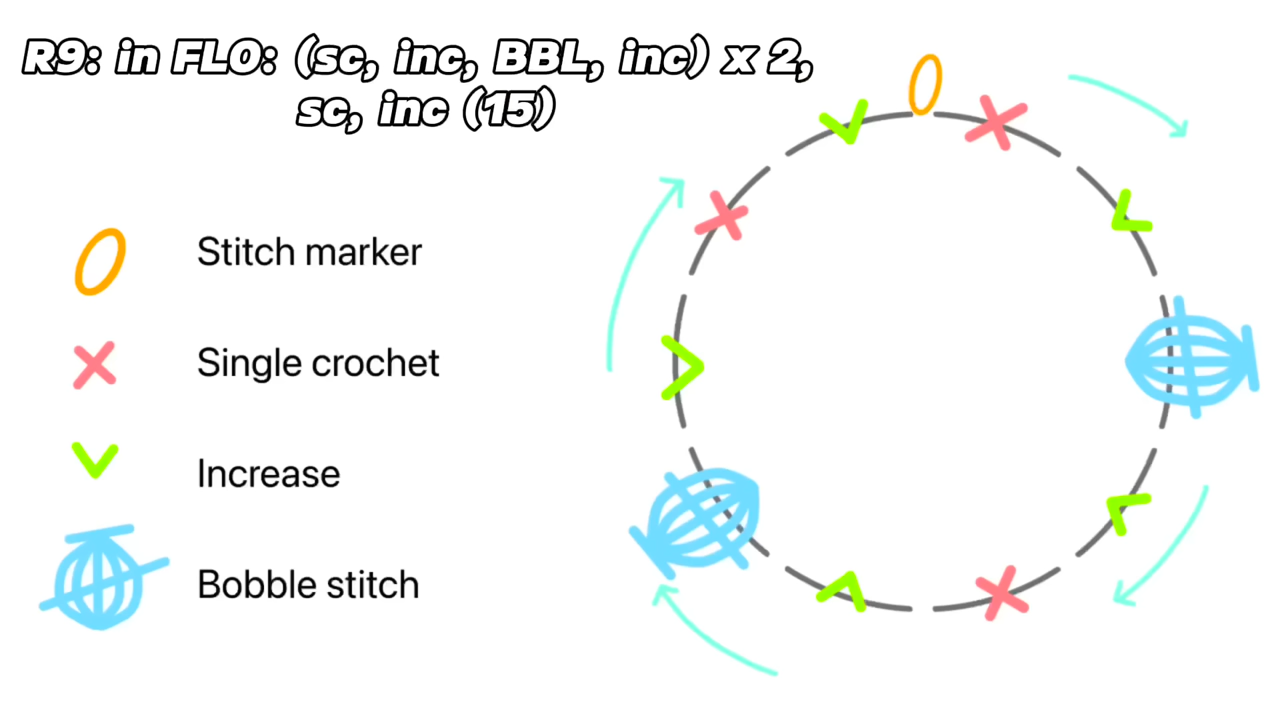 R9: in FLO: (sc, inc, BBL, inc) x 2,
sc, inc (15)
Stitch marker
Single crochet
Increase
Bobble stitch